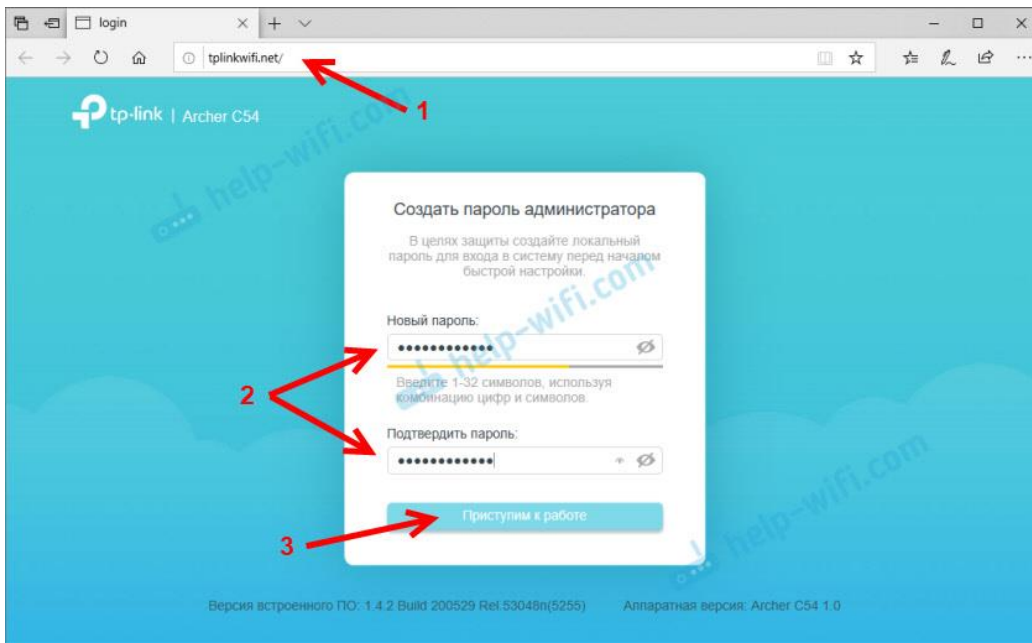 login
tplinkwifi.net/
1
tp-link | Archer C54
help-wifi.com
Создать пароль администратора
В целях защиты создайте локальный
пароль для входа в систему перед началом
быстрой настройки.
help-wifi.com
Новый пароль:
••••••••••••
2
Введите 1-32 символов, используя
комбинацию цифр и символов.
Подтвердить пароль:
••••••••••••
help-wifi.com
Приступим к работе
3
Версия встроенного ПО: 1.4.2 Build 200529 Rel.53048n(5255) Аппаратная версия: Archer C54 1.0